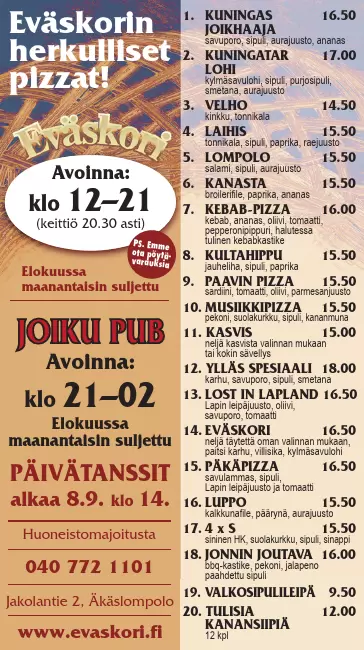 Eväskorin
herkulliset
pizzat!
Eväskori
Avoinna:
klo 12–21
(keittiö 20.30 asti)
PS. Emme
ota pöytä-
varauksia
Elokuussa
maanantaisin suljettu
JOIKU PUB
Avoinna:
klo 21–02
Elokuussa
maanantaisin suljettu
PÄIVÄTANSSIT
alkaa 8.9. klo 14.
Huoneistomajoitusta
040 772 1101
Jakolantie 2, Äkäslompolo
www.evaskori.fi
1. KUNINGAS JOIKHAAJA 16.50
savuporo, sipuli, aurajuusto, ananas
2. KUNINGATAR LOHI 17.00
kylmäsavulohi, sipuli, purjosipuli,
smetana, aurajuusto
3. VELHO 14.50
kinkku, tonnikala
4. LAIHIS 15.50
tonnikala, sipuli, paprika, raejuusto
5. LOMPOLO 15.50
salami, sipuli, aurajuusto
6. KANASTA 15.50
broilerifile, paprika, ananas
7. KEBAB-PIZZA 16.00
kebab, ananas, oliivi, tomaatti,
pepperonipippuri, halutessa
tulinen kebabkastike
8. KULTAHIPPU 15.50
jauheliha, sipuli, paprika
9. PAAVIN PIZZA 15.50
sardiini, tomaatti, oliivi, parmesanjuusto
10. MUSIIKKIPIZZA 15.50
pekoni, suolakurkku, sipuli, kananmuna
11. KASVIS 15.00
neljä kasvista valinnan mukaan
tai kokin sävellys
12. YLLÄS SPESIAALI 18.00
karhu, savuporo, sipuli, smetana
13. LOST IN LAPLAND 16.50
Lapin leipäjuusto, oliivi,
savuporo, tomaatti
14. EVÄSKORI 16.50
neljä täytettä oman valinnan mukaan,
paitsi karhu, villisika, kylmäsavulohi
15. PÄKÄPIZZA 16.50
savulammas, sipuli,
Lapin leipäjuusto ja tomaatti
16. LUPPO 15.50
kalkkunafile, päärynä, aurajuusto
17. 4 x S 15.50
sininen HK, suolakurkku, sipuli, sinappi
18. JONNIN JOUTAVA 16.00
bbq-kastike, pekoni, jalapeno
paahdettu sipuli
19. VALKOSIPULILEIPÄ 9.50
20. TULISIA KANANSIIPIÄ 12.00
12 kpl